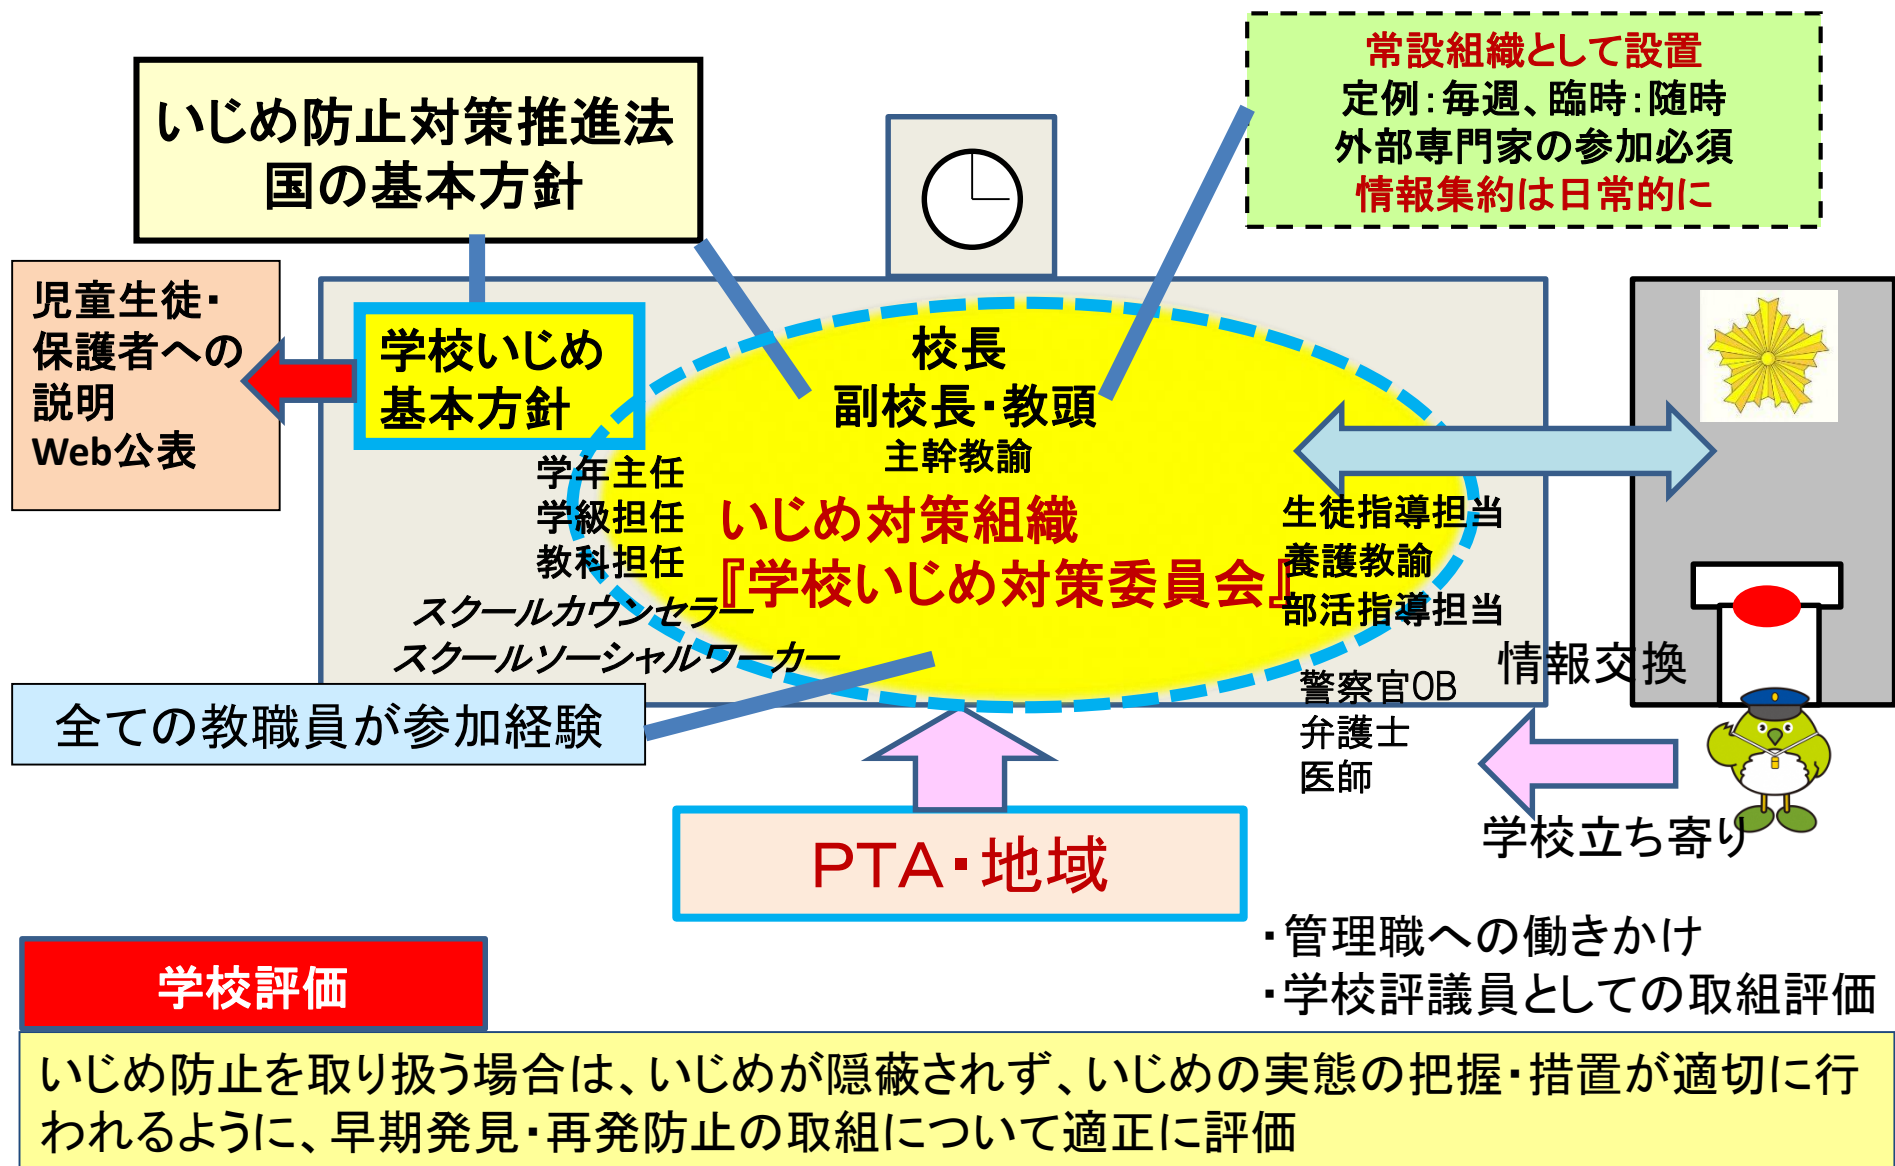 常設組織として設置
定例：毎週、臨時：随時
外部専門家の参加必須
情報集約は日常的に
いじめ防止対策推進法
国の基本方針
児童生徒・
保護者への
説明
Web公表
学校いじめ
基本方針
校長
副校長・教頭
主幹教諭
学年主任
学級担任
教科担任
いじめ対策組織
『学校いじめ対策委員会』
生徒指導担当
養護教諭
部活指導担当
スクールカウンセラー
スクールソーシャルワーカー
警察官OB
弁護士
医師
情報交換
全ての教職員が参加経験
学校立ち寄り
PTA・地域
・管理職への働きかけ
・学校評議員としての取組評価
学校評価
いじめ防止を取り扱う場合は、いじめが隠蔽されず、いじめの実態の把握・措置が適切に行
われるように、早期発見・再発防止の取組について適正に評価